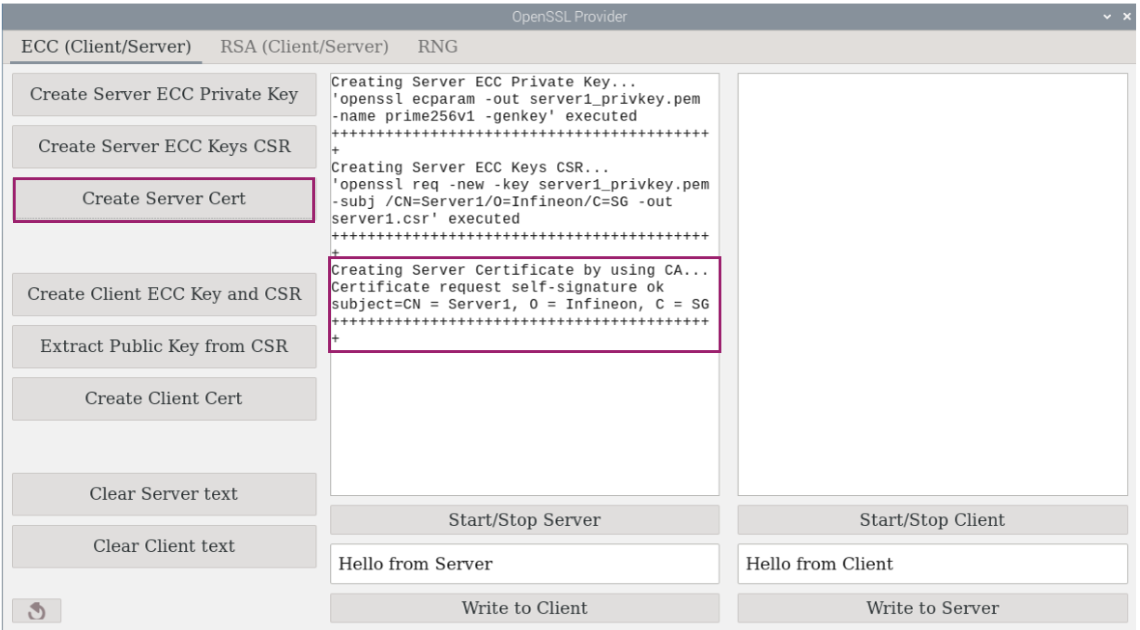 OpenSSL Provider
ECC (Client/Server) RSA (Client/Server) RNG
Create Server ECC Private Key
Create Server ECC Keys CSR
Create Server Cert
Create Client ECC Key and CSR
Extract Public Key from CSR
Create Client Cert
Clear Server text
Clear Client text
Creating Server ECC Private Key...
'openssl ecparam -out server1_privkey.pem
-name prime256v1 -genkey' executed
++++++++++++++++++++++++++++++++++++++++++
+
Creating Server ECC Keys CSR...
'openssl req -new -key server1_privkey.pem
-subj /CN=Server1/O=Infineon/C=SG -out
server1.csr' executed
++++++++++++++++++++++++++++++++++++++++++
+
Creating Server Certificate by using CA...
Certificate request self-signature ok
subject=CN = Server1, O = Infineon, C = SG
++++++++++++++++++++++++++++++++++++++++++
+
Start/Stop Server
Hello from Server
Write to Client
Start/Stop Client
Hello from Client
Write to Server